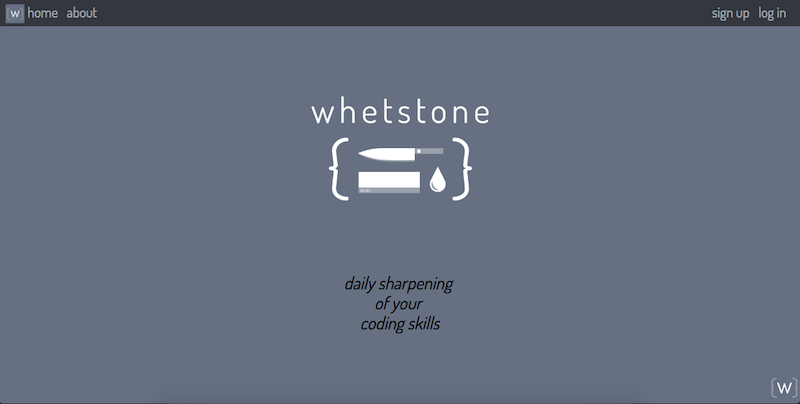 {w} home about sign up log in
whetstone
daily sharpening
of your
coding skills
{w}